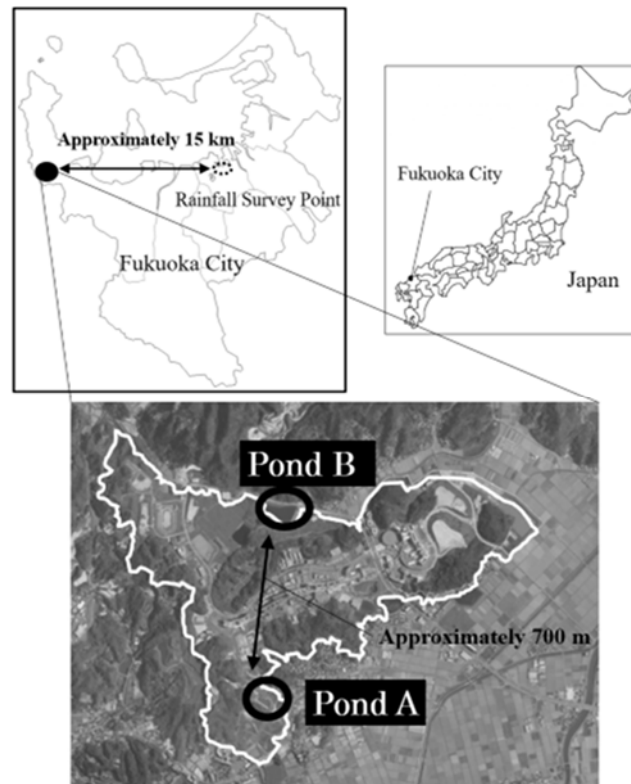 Approximately 15 km
Rainfall Survey Point
Fukuoka City
Fukuoka City
Japan
Pond B
Approximately 700 m
Pond A